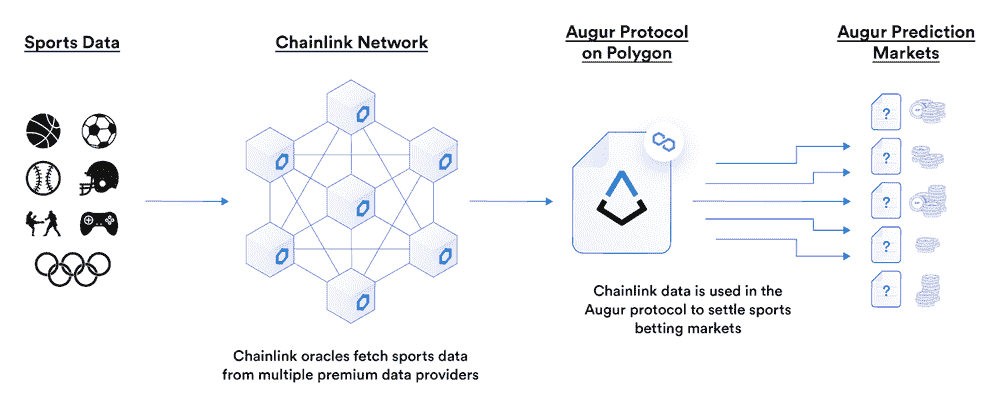 Sports Data
Chainlink Network
Augur Protocol
on Polygon
Augur Prediction
Markets
?
?
?
?
?
Chainlink oracles fetch sports data
from multiple premium data providers
Chainlink data is used in the
Augur protocol to settle sports
betting markets